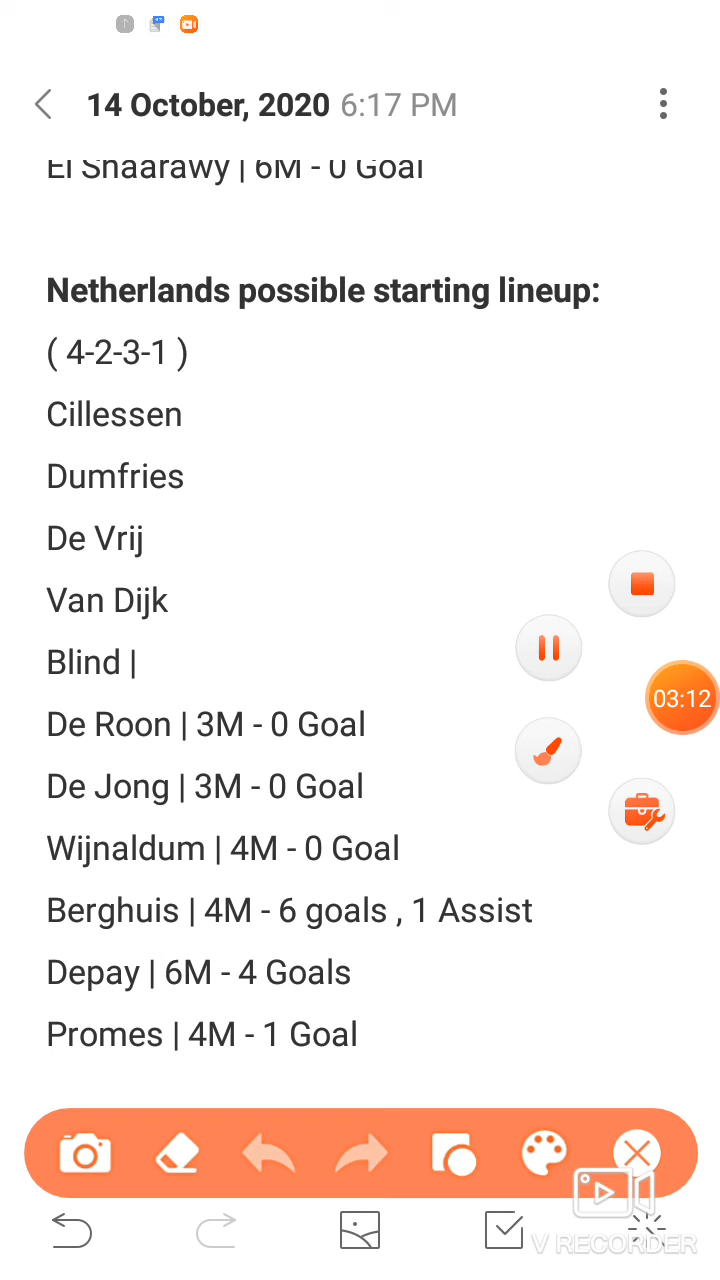 14 October, 2020 6:17 PM
El Shaarawy | 6M - 0 Goal
Netherlands possible starting lineup:
( 4-2-3-1 )
Cillessen
Dumfries
De Vrij
Van Dijk
Blind |
De Roon | 3M - 0 Goal
03:12
De Jong | 3M - 0 Goal
Wijnaldum | 4M - 0 Goal
Berghuis | 4M - 6 goals , 1 Assist
Depay | 6M - 4 Goals
Promes | 4M - 1 Goal
V RECORDER